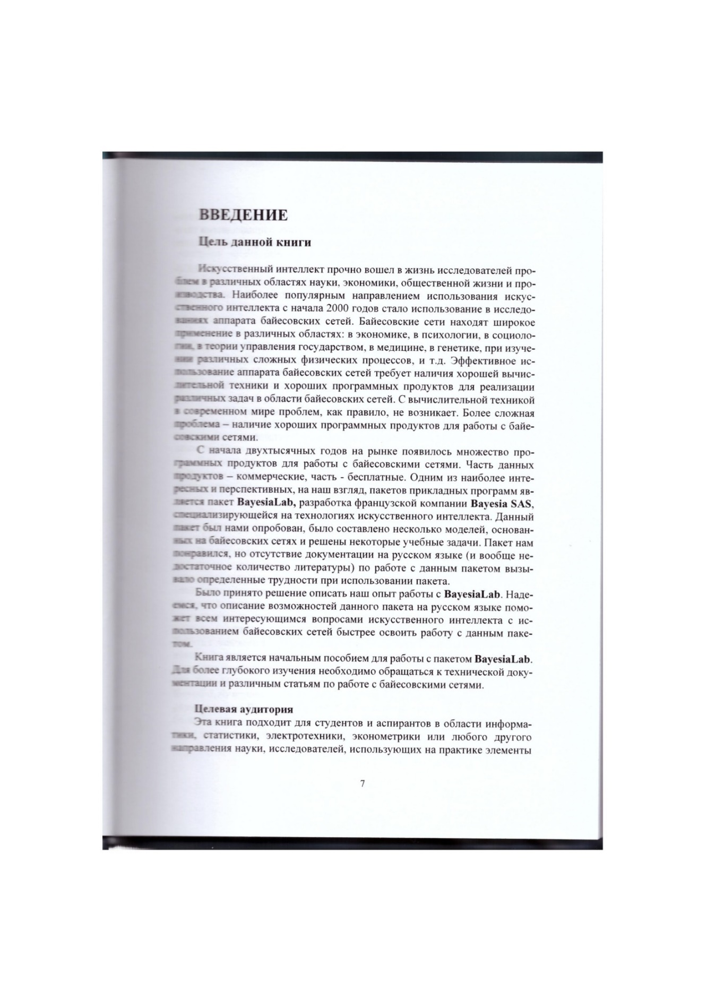 ВВЕДЕНИЕ
Цель данной книги
Искусственный интеллект прочно вошел в жизнь исследователей про-
блем в различных областях науки, экономики, общественной жизни и про-
изводства. Наиболее популярным направлением использования искус-
ственного интеллекта с начала 2000 годов стало использование в исследо-
ваниях аппарата байесовских сетей. Байесовские сети находят широкое
применение в различных областях: в экономике, в психологии, в социоло-
гии, в теории управления государством, в медицине, в генетике, при изуче-
нии различных сложных физических процессов, и т.д. Эффективное ис-
пользование аппарата байесовских сетей требует наличия хорошей вычис-
лительной техники и хороших программных продуктов для реализации
различных задач в области байесовских сетей. С вычислительной техникой
в современном мире проблем, как правило, не возникает. Более сложная
проблема – наличие хороших программных продуктов для работы с байе-
совскими сетями.
С начала двухтысячных годов на рынке появилось множество про-
граммных продуктов для работы с байесовскими сетями. Часть данных
продуктов – коммерческие, часть - бесплатные. Одним из наиболее инте-
ресных и перспективных, на наш взгляд, пакетов прикладных программ яв-
ляется пакет BayesiaLab, разработка французской компании Bayesia SAS,
специализирующейся на технологиях искусственного интеллекта. Данный
пакет был нами опробован, было составлено несколько моделей, основан-
ных на байесовских сетях и решены некоторые учебные задачи. Пакет нам
понравился, но отсутствие документации на русском языке (и вообще не-
достаточное количество литературы) по работе с данным пакетом вызы-
вало определенные трудности при использовании пакета.
Было принято решение описать наш опыт работы с BayesiaLab. Наде-
емся, что описание возможностей данного пакета на русском языке помо-
жет всем интересующимся вопросами искусственного интеллекта с ис-
пользованием байесовских сетей быстрее освоить работу с данным паке-
том.
Книга является начальным пособием для работы с пакетом BayesiaLab.
Для более глубокого изучения необходимо обращаться к технической доку-
ментации и различным статьям по работе с байесовскими сетями.
Целевая аудитория
Эта книга подходит для студентов и аспирантов в области информа-
тики, статистики, электротехники, эконометрики или любого другого
направления науки, исследователей, использующих на практике элементы
7